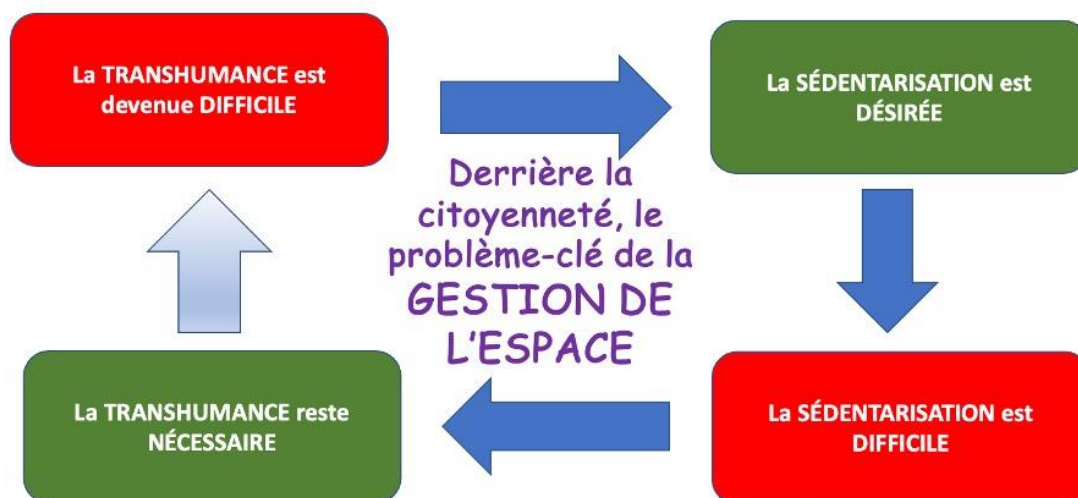 La TRANSHUMANCE est
devenue DIFFICILE
La SÉDENTARISATION est
DÉSIRÉE
Derrière la
citoyenneté, le
problème-clé de la
GESTION DE
L'ESPACE
La TRANSHUMANCE reste
NÉCESSAIRE
La SÉDENTARISATION est
DIFFICILE